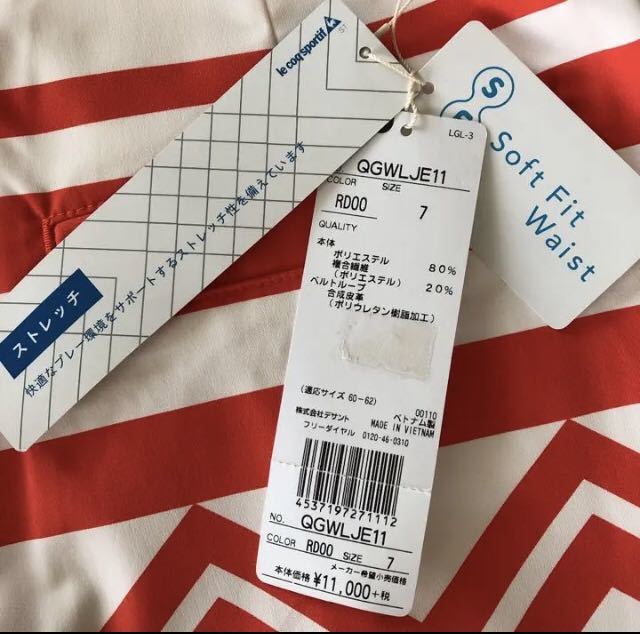 le coq sportif
ST
ストレッチ
快適なプレー環境をサポートするストレッチ性を備えています
S
Soft Fit
Waist
LGL-3
QGWLJE11
COLOR SIZE
RD00 7
QUALITY
本体
ポリエステル 80%
複合繊維
(ポリエステル) 20%
ベルトループ
合成皮革
(ポリウレタン樹脂加工)
(適応サイズ 60-62)
00110
株式会社デサント ベトナム製
フリーダイヤル 0120-46-0310 MADE IN VIETNAM
4537197271112
NO. QGWLJE11
COLOR RD00 SIZE 7
メーカー希望小売価格
本体価格 ¥11,000+税